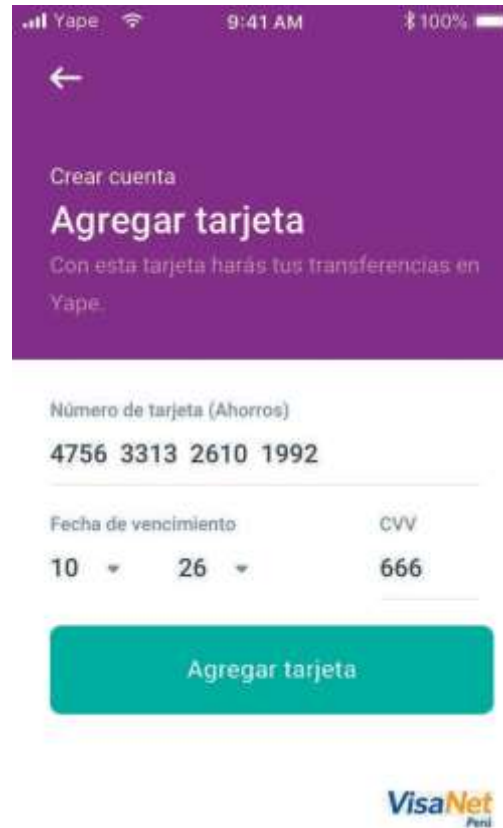 Yape 9:41 AM 100%
Crear cuenta
Agregar tarjeta
Con esta tarjeta harás tus transferencias en
Yape.
Número de tarjeta (Ahorros)
4756 3313 2610 1992
Fecha de vencimiento CVV
10 26 666
Agregar tarjeta
VisaNet
Perú